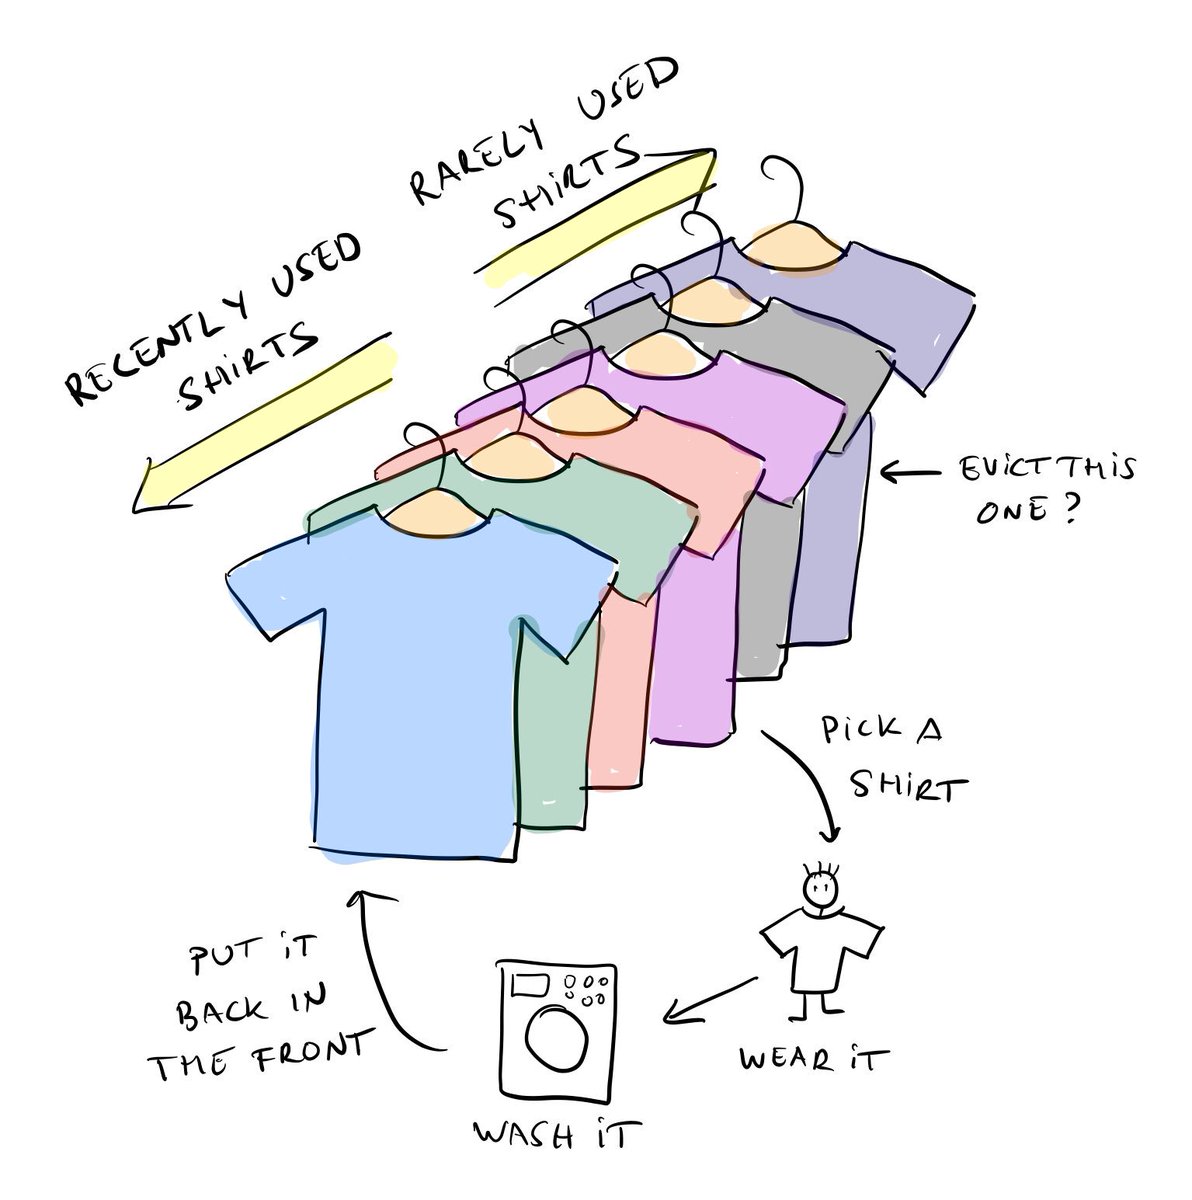 RARELY USED
SHIRTS
RECENTLY USED
SHIRTS
EVICT THIS
ONE?
PICK A
SHIRT
WEAR IT
WASH IT
PUT IT
BACK IN
THE FRONT